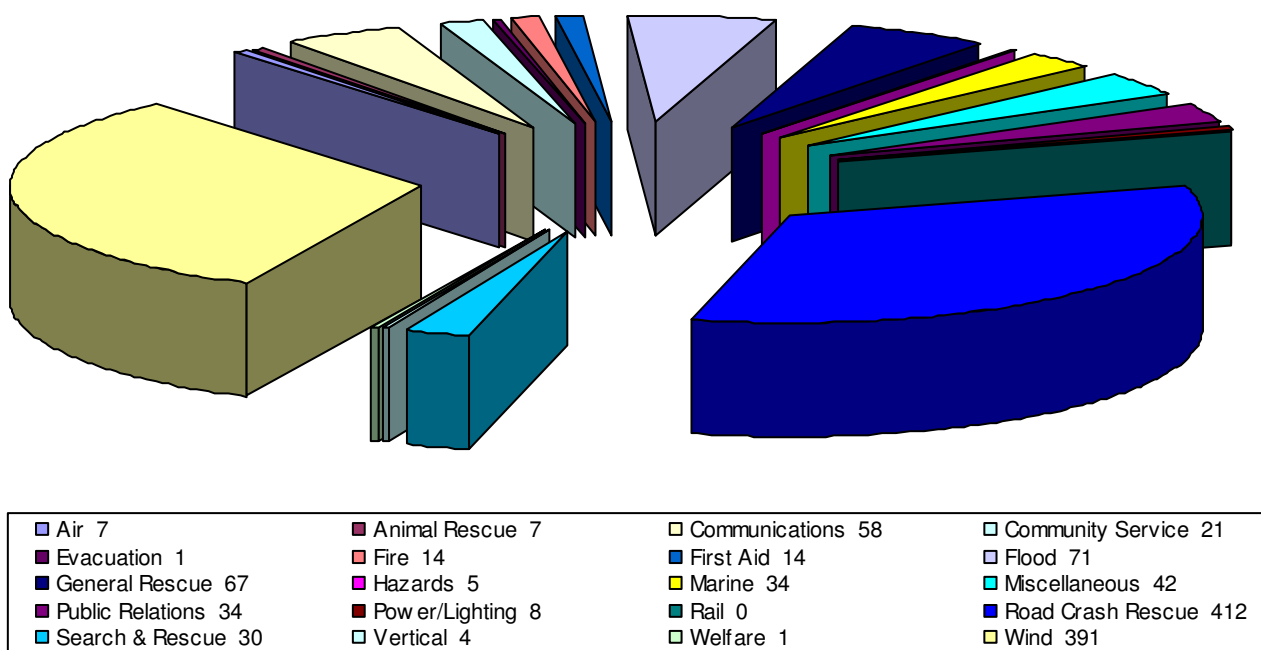 Air 7 Animal Rescue 7 Communications 58 Community Service 21
Evacuation 1 Fire 14 First Aid 14 Flood 71
General Rescue 67 Hazards 5 Marine 34 Miscellaneous 42
Public Relations 34 Power/Lighting 8 Rail 0 Road Crash Rescue 412
Search & Rescue 30 Vertical 4 Welfare 1 Wind 391